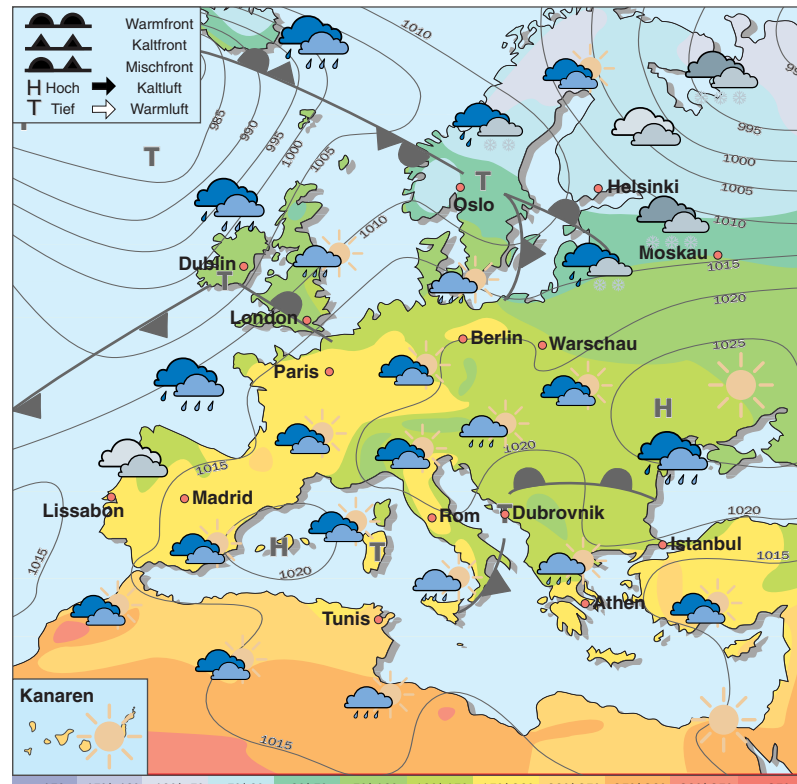 Warmfront
Kaltfront
Mischfront
H Hoch Kaltluft
T Tief Warmluft
1010
985
990
995
1000
1005
T
995
1000
1005
1010
1015
T
Oslo
Helsinki
Moskau
1010
Dublin
T
London
1020
1025
Berlin
Warschau
Paris
H
1015
1020
Lissabon
Madrid
Rom
T
Dubrovnik
1020
Istanbul
1015
1015
H
T
1020
Tunis
Athen
Kanaren
1015